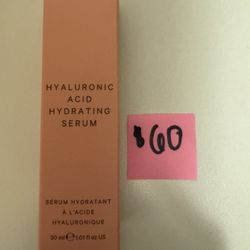 HYALURONIC
ACID
HYDRATING
SERUM
$60
SÉRUM HYDRATANT
À L'ACIDE
HYALURONIQUE
30 ml e 1.01 fl oz US